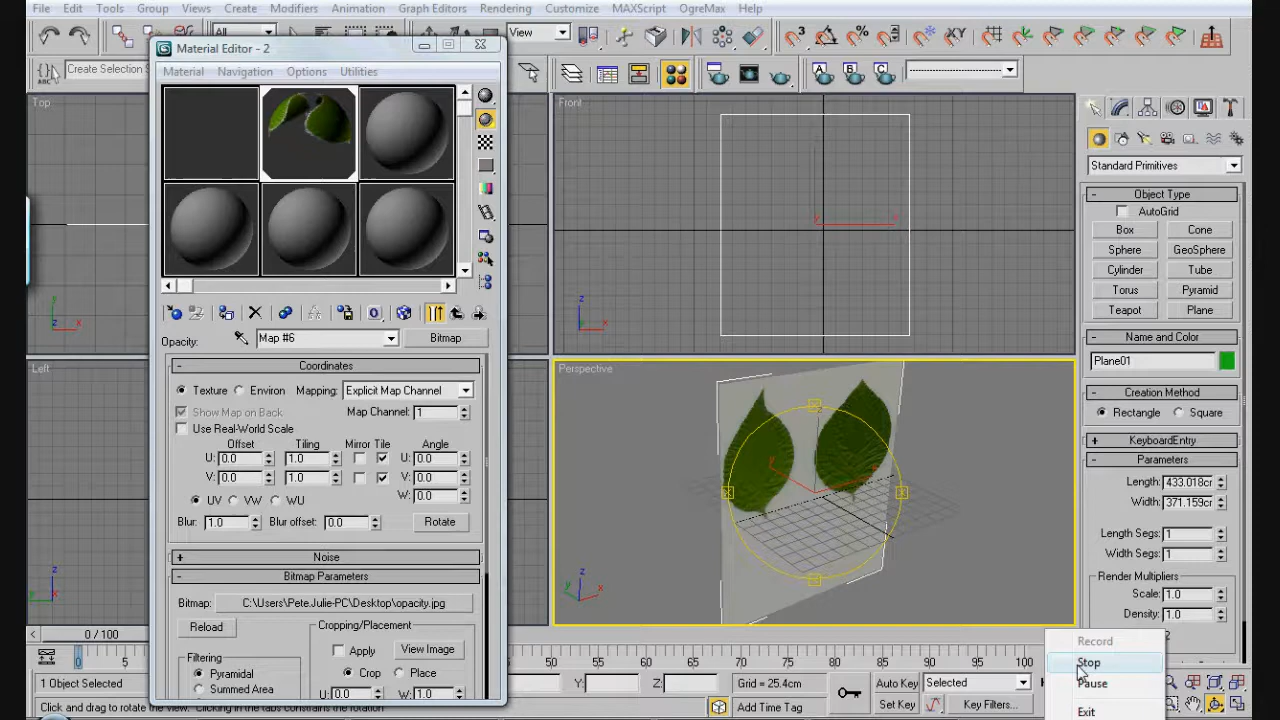 File Edit Tools Group Views Create Modifiers Animation Graph Editors Rendering Customize MAXScript OgreMax Help
All View
Material Editor - 2
Create Selection S
Material Navigation Options Utilities
Top
Front
Left
Perspective
Opacity: Map #6 Bitmap
- Coordinates
Texture Environ Mapping: Explicit Map Channel
Show Map on Back Map Channel: 1
Use Real-World Scale
Offset Tiling Mirror Tile Angle
U: 0.0 1.0 U: 0.0
V: 0.0 1.0 V: 0.0
UV VW WU W: 0.0
Blur: 1.0 Blur offset: 0.0 Rotate
+ Noise
- Bitmap Parameters
Bitmap: C:\Users\Pete.Julie-PC\Desktop\opacity.jpg
Reload
Cropping/Placement
Apply View Image
Filtering
Pyramidal
Summed Area
Crop Place
U: 0.0 W: 1.0
Standard Primitives
- Object Type
AutoGrid
Box Cone
Sphere GeoSphere
Cylinder Tube
Torus Pyramid
Teapot Plane
- Name and Color
Plane01
- Creation Method
Rectangle Square
+ KeyboardEntry
- Parameters
Length: 433.018cr
Width: 371.159cr
Length Segs: 1
Width Segs: 1
Render Multipliers
Scale: 1.0
Density: 1.0
Record
Stop
Pause
Exit
0 / 100
5 55 60 65 70 75 80 85 90 95 100
1 Object Selected Y: Z: Grid = 25.4cm Auto Key Selected
Click and drag to rotate the view. Clicking in the tabs constrains the rotation Add Time Tag Set Key Key Filters...